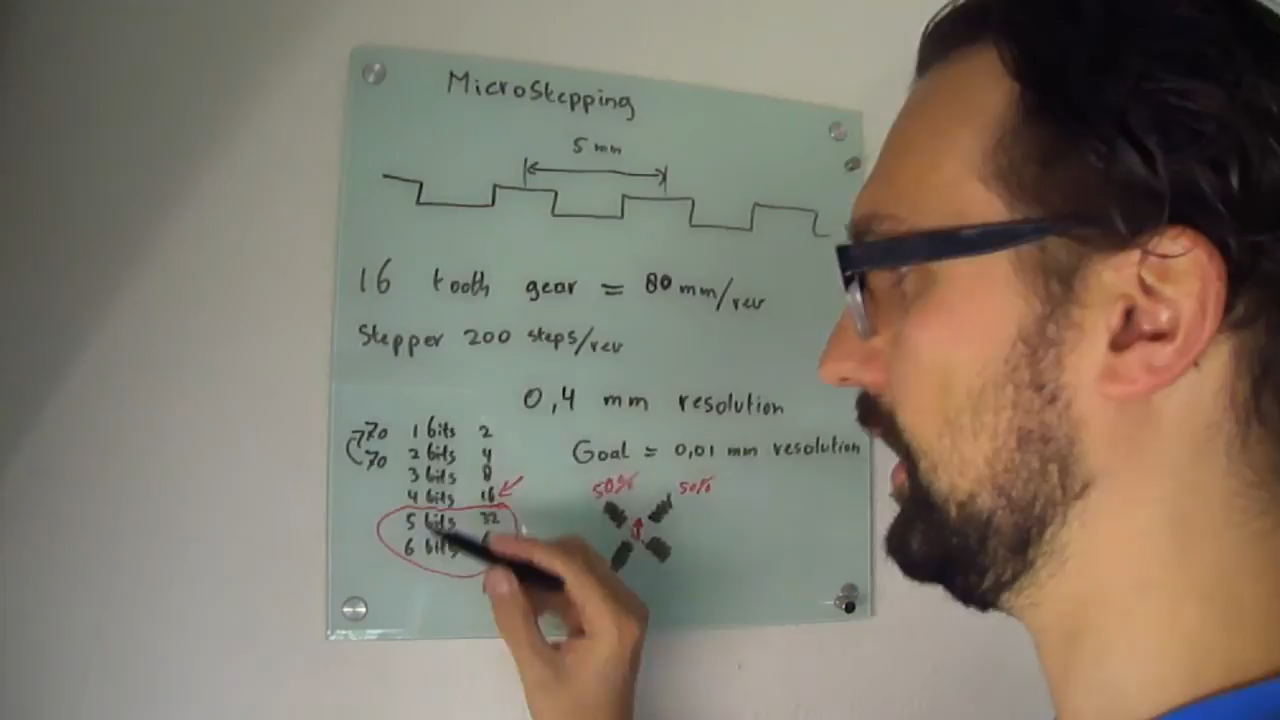 MicroStepping
5 mm
16 tooth gear = 80 mm/rev
Stepper 200 steps/rev
0,4 mm resolution
70 1 bits 2
70 2 bits 4
3 bits 8
4 bits 16
5 bits 32
6 bits
Goal = 0,01 mm resolution
50% 50%